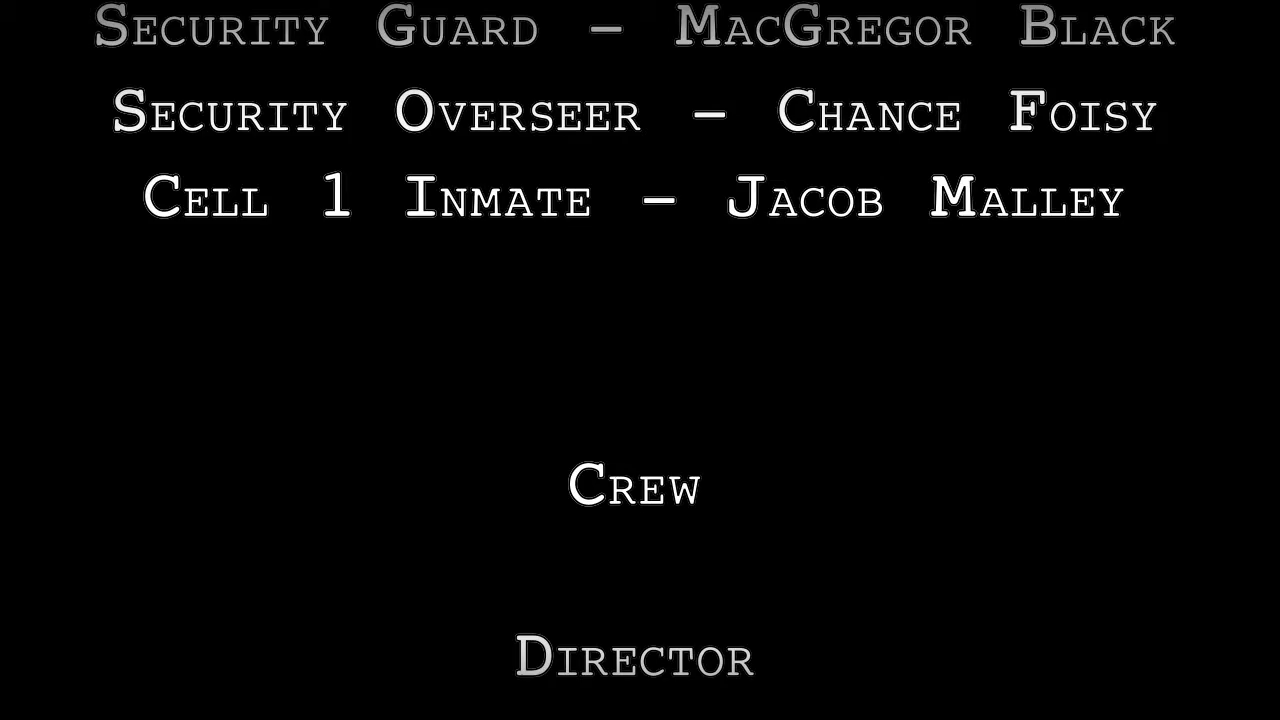 Security Guard – MacGregor Black
Security Overseer – Chance Foisy
Cell 1 Inmate – Jacob Malley
Crew
Director